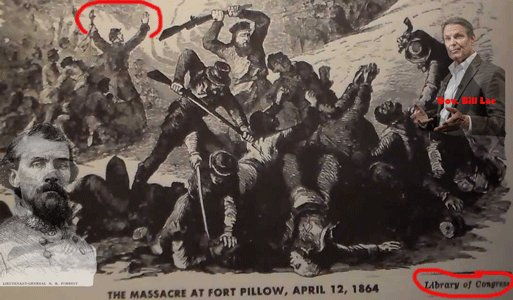 Gov. Bill Lee
LIEUTENANT-GENERAL N. B. FORREST
Library of Congress
THE MASSACRE AT FORT PILLOW, APRIL 12, 1864